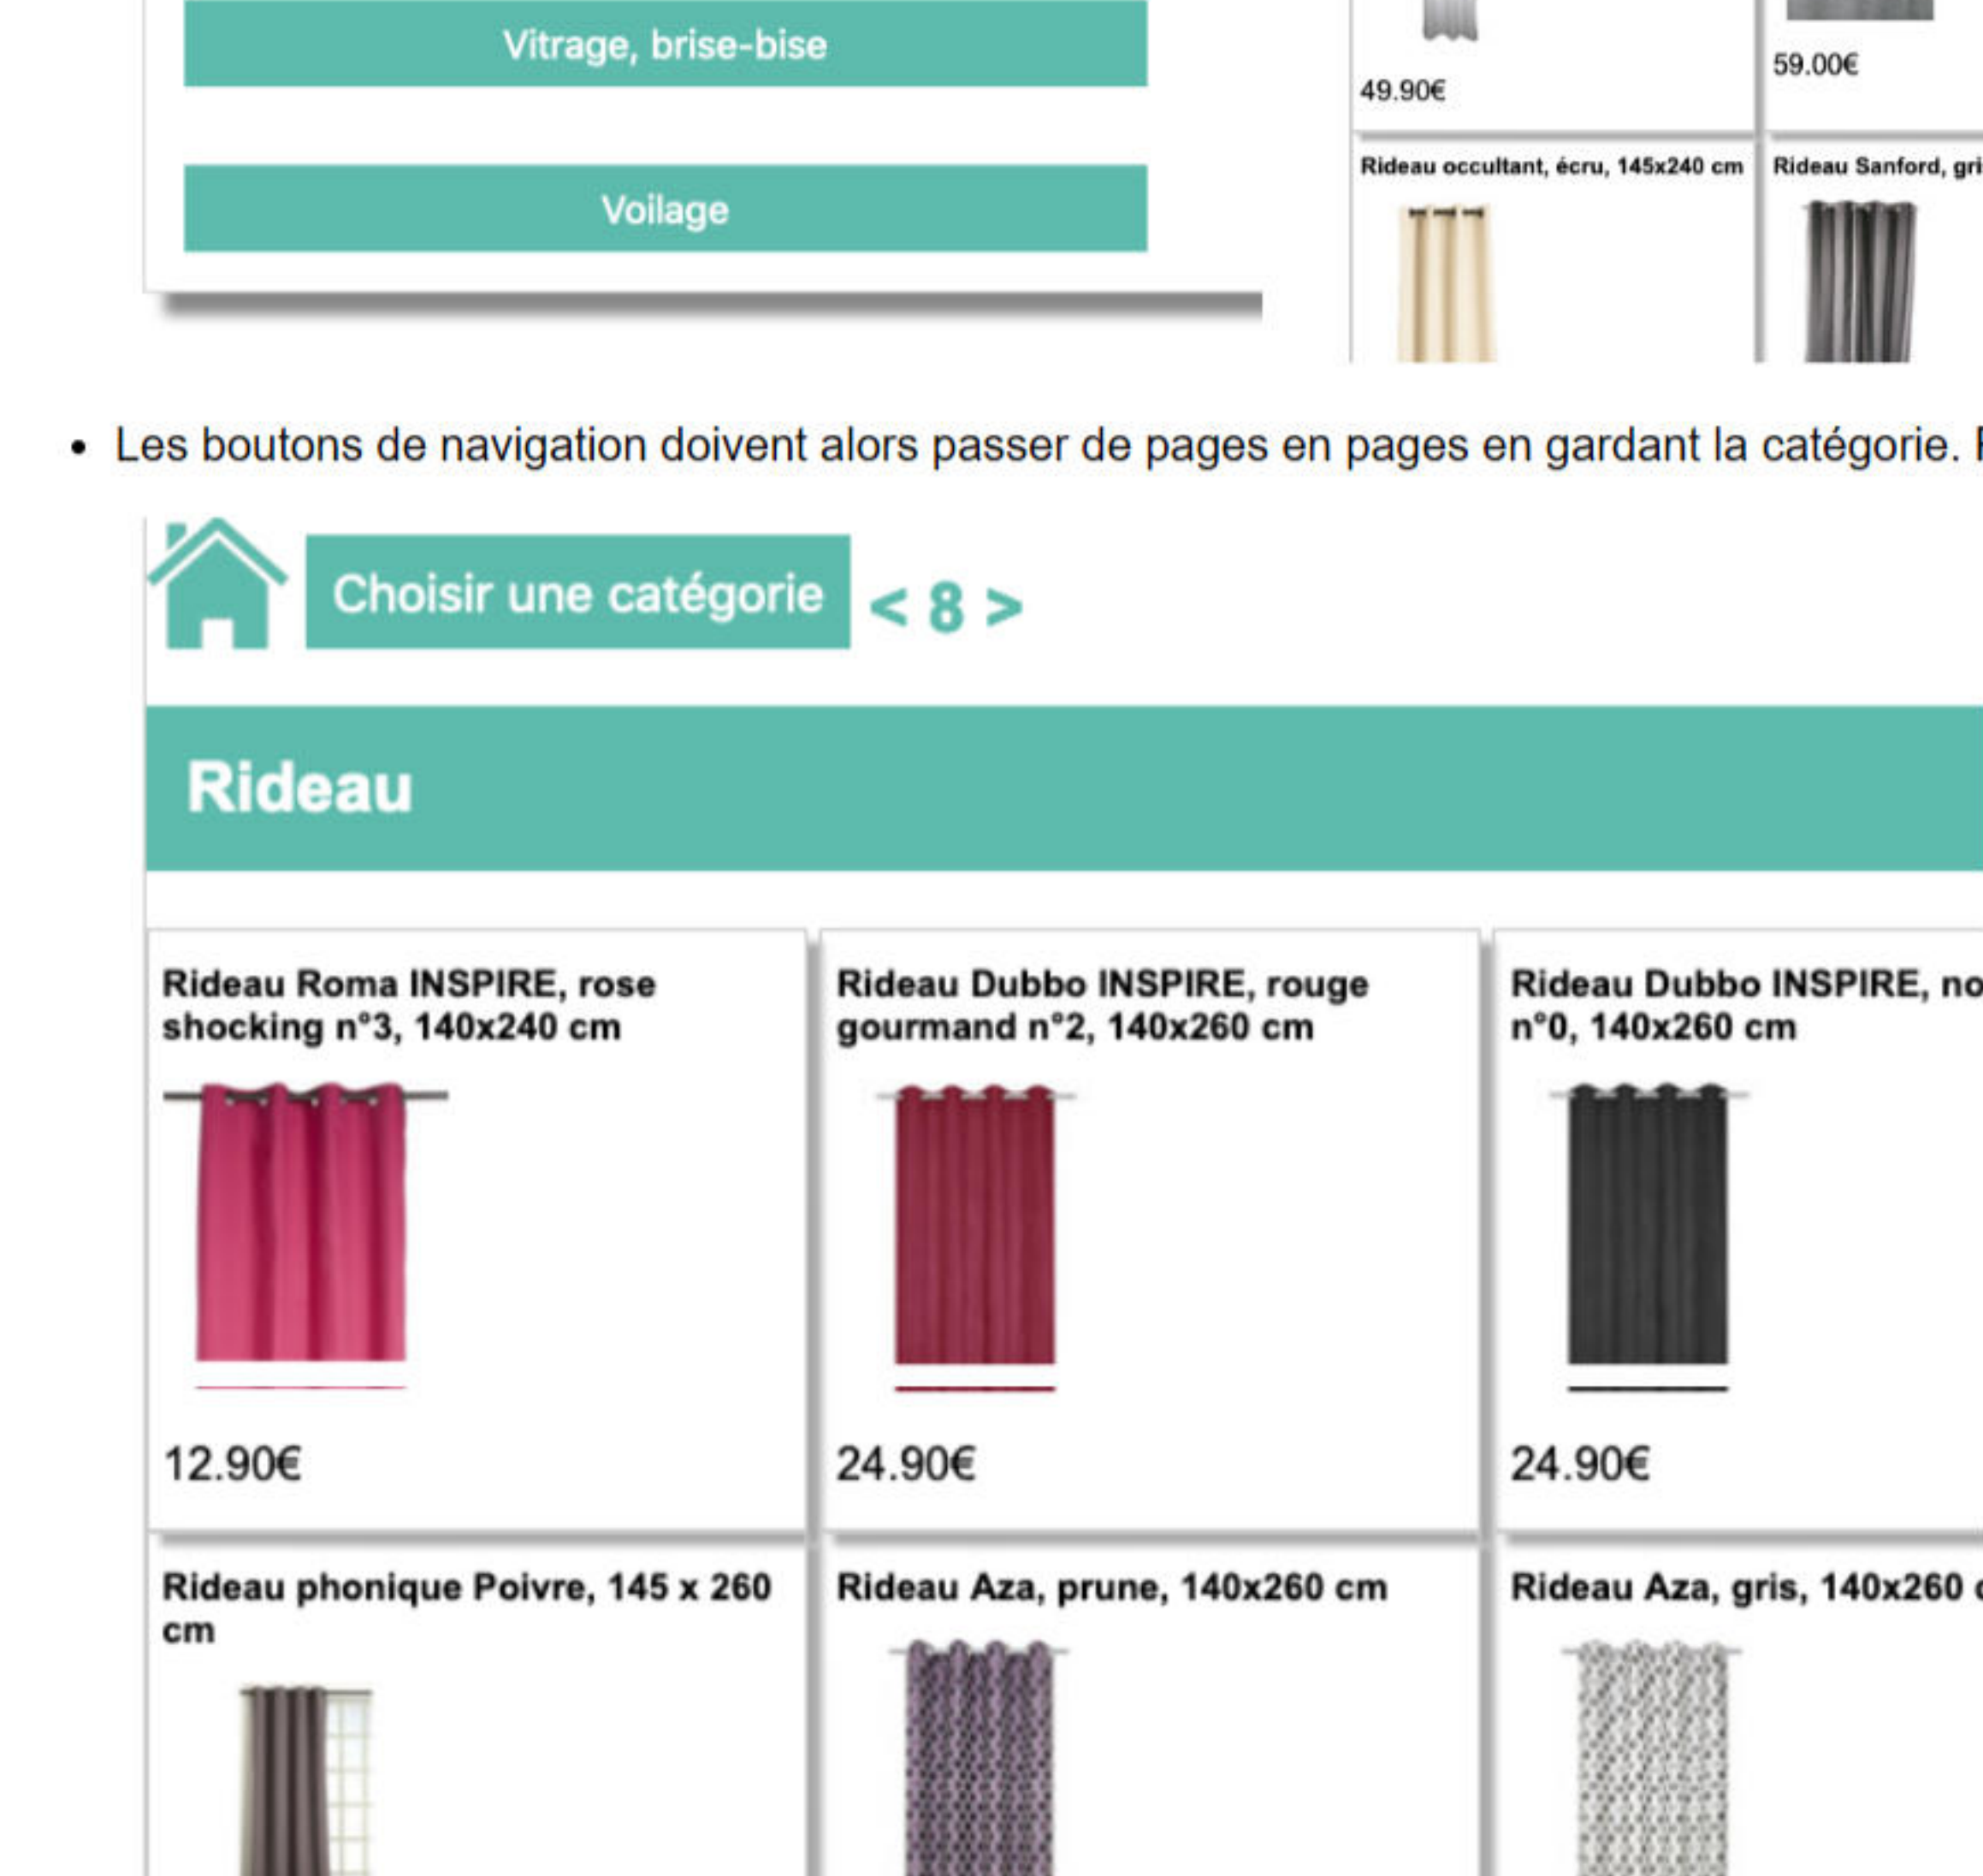 Vitrage, brise-bise
Voilage
49.90€
59.00€
Rideau occultant, écru, 145x240 cm
Rideau Sanford,
• Les boutons de navigation doivent alors passer de pages en pages en gardant la catégorie.
Choisir une catégorie < 8 >
Rideau
Rideau Roma INSPIRE, rose
shocking n°3, 140x240 cm
12.90€
Rideau Dubbo INSPIRE, rouge
gourmand n°2, 140x260 cm
24.90€
Rideau Dubbo INSPIRE,
n°0, 140x260 cm
24.90€
Rideau phonique Poivre, 145 x 260
cm
Rideau Aza, prune, 140x260 cm
Rideau Aza, gris, 140x260